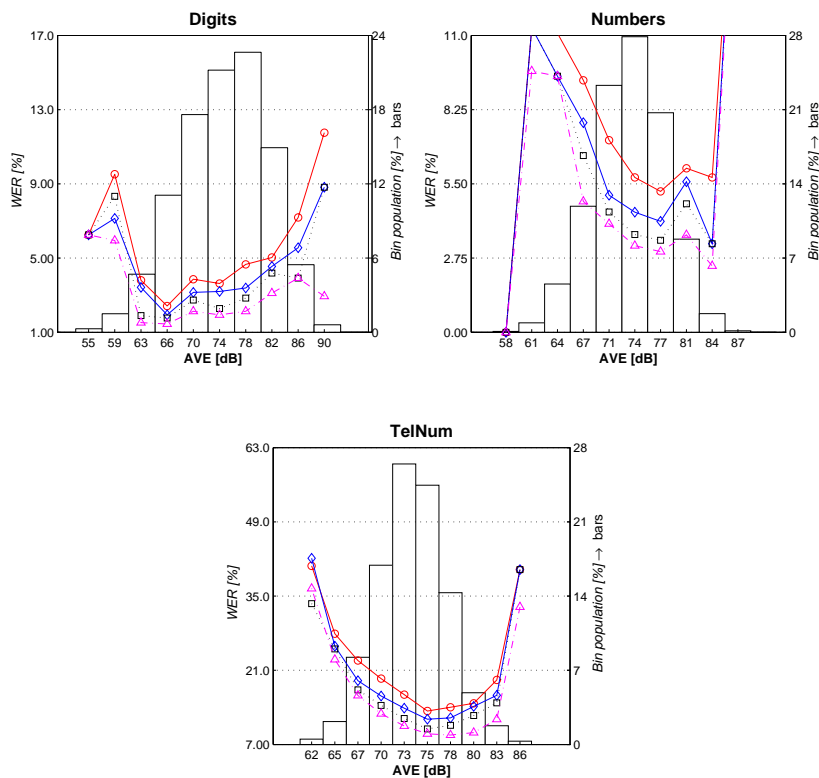 Digits
17.0
13.0
9.00
5.00
1.00
WER [%]
24
18
12
6
0
Bin population [%] → bars
55 59 63 66 70 74 78 82 86 90
AVE [dB]
Numbers
11.0
8.25
5.50
2.75
0.00
WER [%]
28
21
14
7
0
Bin population [%] → bars
58 61 64 67 71 74 77 81 84 87
AVE [dB]
TelNum
63.0
49.0
35.0
21.0
7.00
WER [%]
28
21
14
7
0
Bin population [%] → bars
62 65 67 70 73 75 78 80 83 86
AVE [dB]